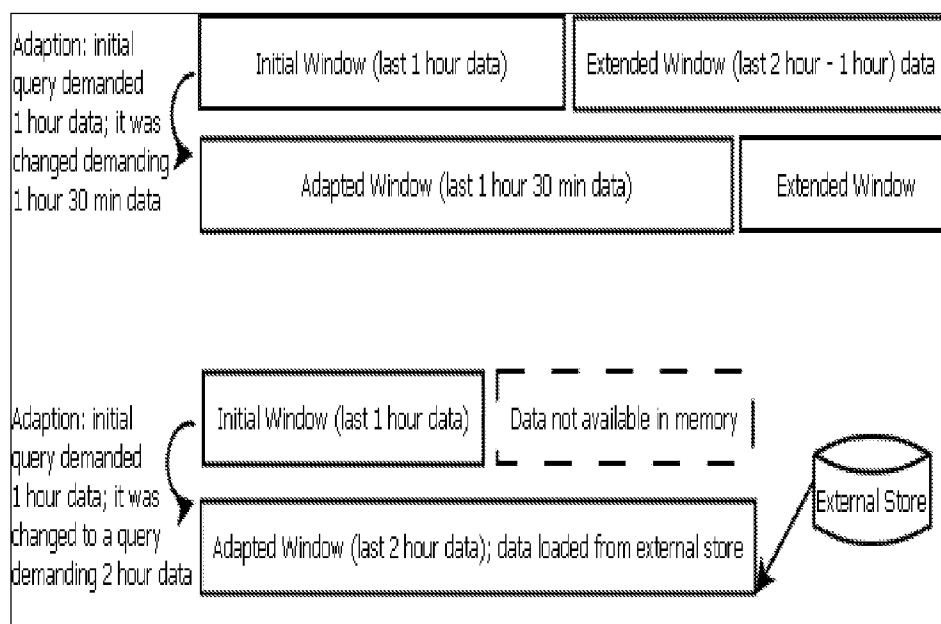 Adaption: initial
query demanded
1 hour data; it was
changed demanding
1 hour 30 min data
Initial Window (last 1 hour data)
Extended Window (last 2 hour - 1 hour) data
Adapted Window (last 1 hour 30 min data)
Extended Window
Adaption: initial
query demanded
1 hour data; it was
changed to a query
demanding 2 hour data
Initial Window (last 1 hour data)
Data not available in memory
Adapted Window (last 2 hour data); data loaded from external store
External Store